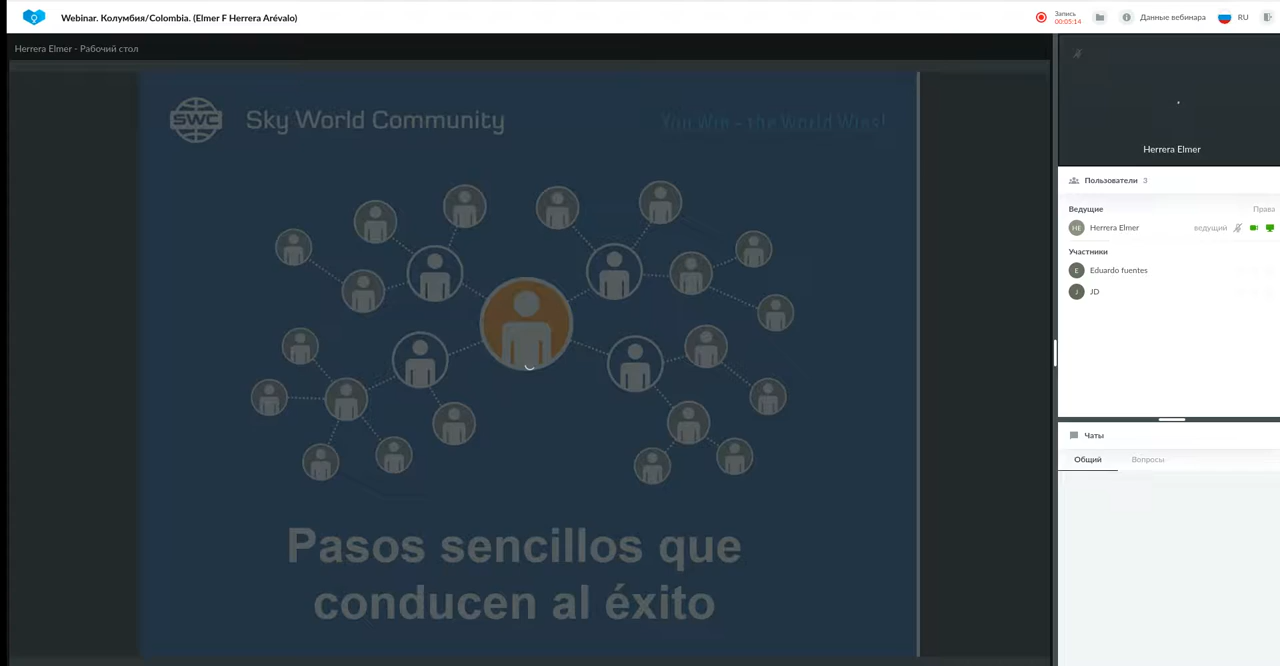 Webinar. Колумбия/Colombia. (Elmer F Herrera Arévalo)
Запись
00:05:14
Данные вебинара
RU
Herrera Elmer - Рабочий стол
SWC
Sky World Community
You Win - the World Wins!
Pasos sencillos que
conducen al éxito
Herrera Elmer
Пользователи 3
Ведущие Права
HE Herrera Elmer ведущий
Участники
E Eduardo fuentes
J JD
Чаты
Общий Вопросы